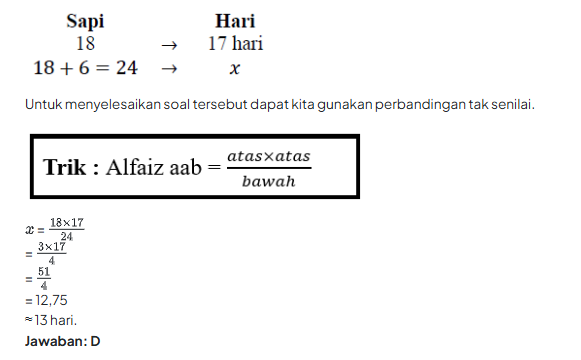 Sapi Hari
18 → 17 hari
18 + 6 = 24 → x
Untuk menyelesaikan soal tersebut dapat kita gunakan perbandingan tak senilai.
Trik : Alfaiz aab = atas×atas / bawah
x = 18×17 / 24
= 3×17 / 4
= 51 / 4
= 12,75
≈ 13 hari.
Jawaban: D